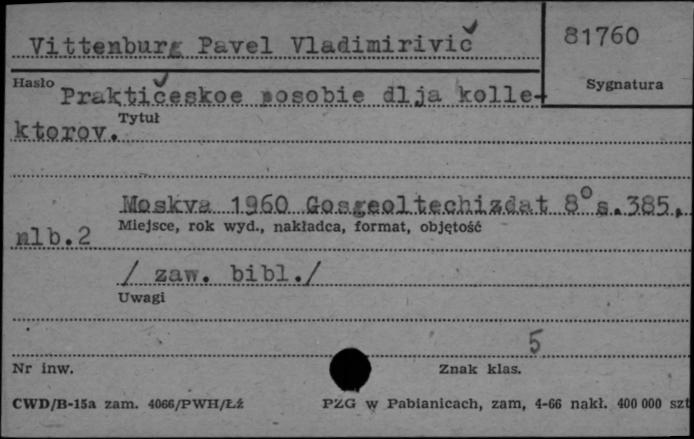 Vittenburg Pavel Vladimirivič
81760
Hasło
Sygnatura
Praktičeskoe posobie dlja kolle-
Tytuł
ktorov.
Moskva 1960 Gosgeoltechizdat 8° s.385,
Miejsce, rok wyd., nakładca, format, objętość
nlb.2
/ zaw. bibl./
Uwagi
5
Nr inw.
Znak klas.
CWD/B-15a zam. 4066/PWH/Łź
PZG w Pabianicach, zam, 4-66 nakł. 400 000 szt